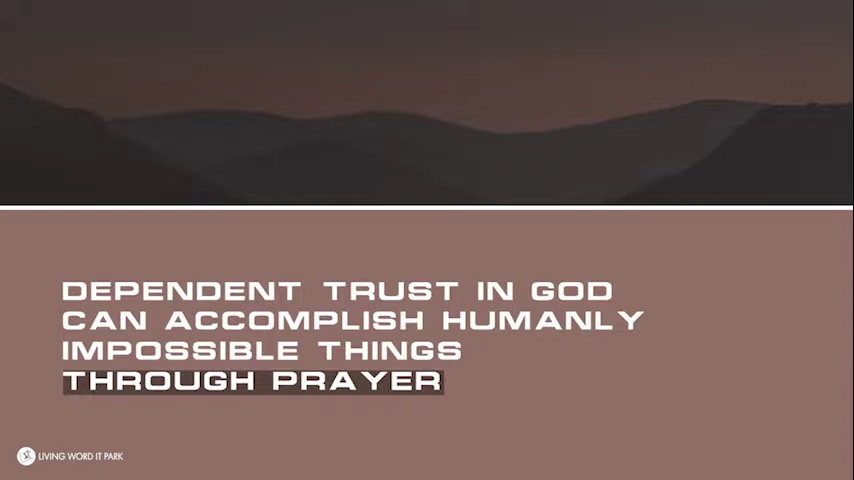 DEPENDENT TRUST IN GOD
CAN ACCOMPLISH HUMANLY
IMPOSSIBLE THINGS
THROUGH PRAYER
LIVING WORD IT PARK